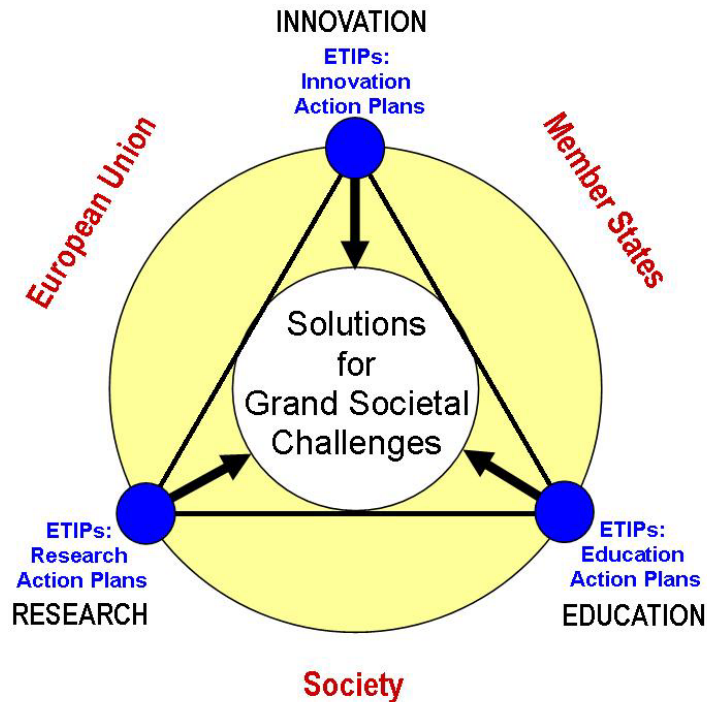 INNOVATION
ETIPs:
Innovation
Action Plans
European Union
Member States
Solutions
for
Grand Societal
Challenges
ETIPs:
Research
Action Plans
RESEARCH
ETIPs:
Education
Action Plans
EDUCATION
Society